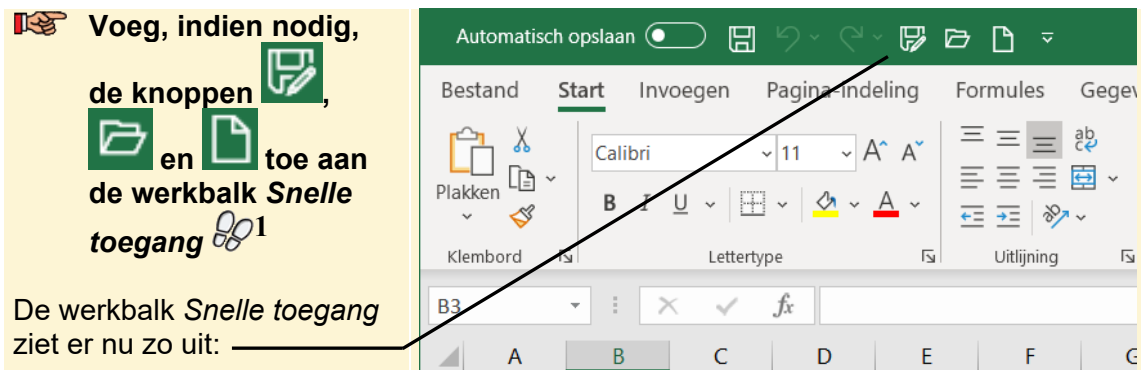 Voeg, indien nodig,
de knoppen ,
en toe aan
de werkbalk Snelle
toegang 1
De werkbalk Snelle toegang
ziet er nu zo uit:
Automatisch opslaan
Bestand Start Invoegen Pagina-indeling Formules Gegev
Plakken
Calibri 11 A^ A˅ ab c
B I U A
Klembord Lettertype Uitlijning
B3 fx
A B C D E F G